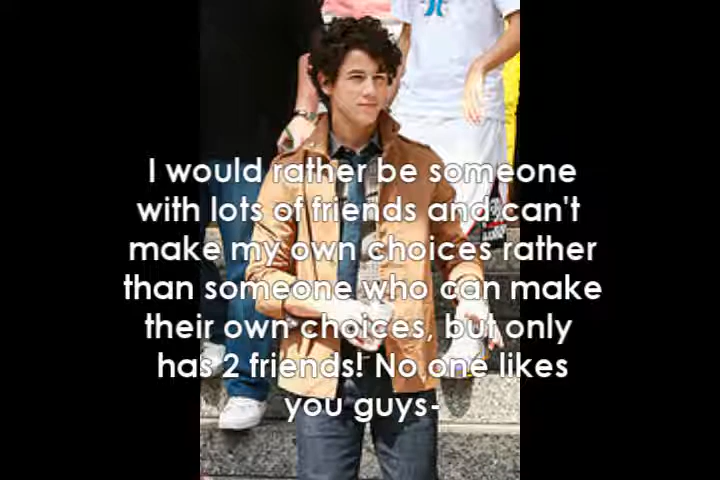 I would rather be someone
with lots of friends and can't
make my own choices rather
than someone who can make
their own choices, but only
has 2 friends! No one likes
you guys-